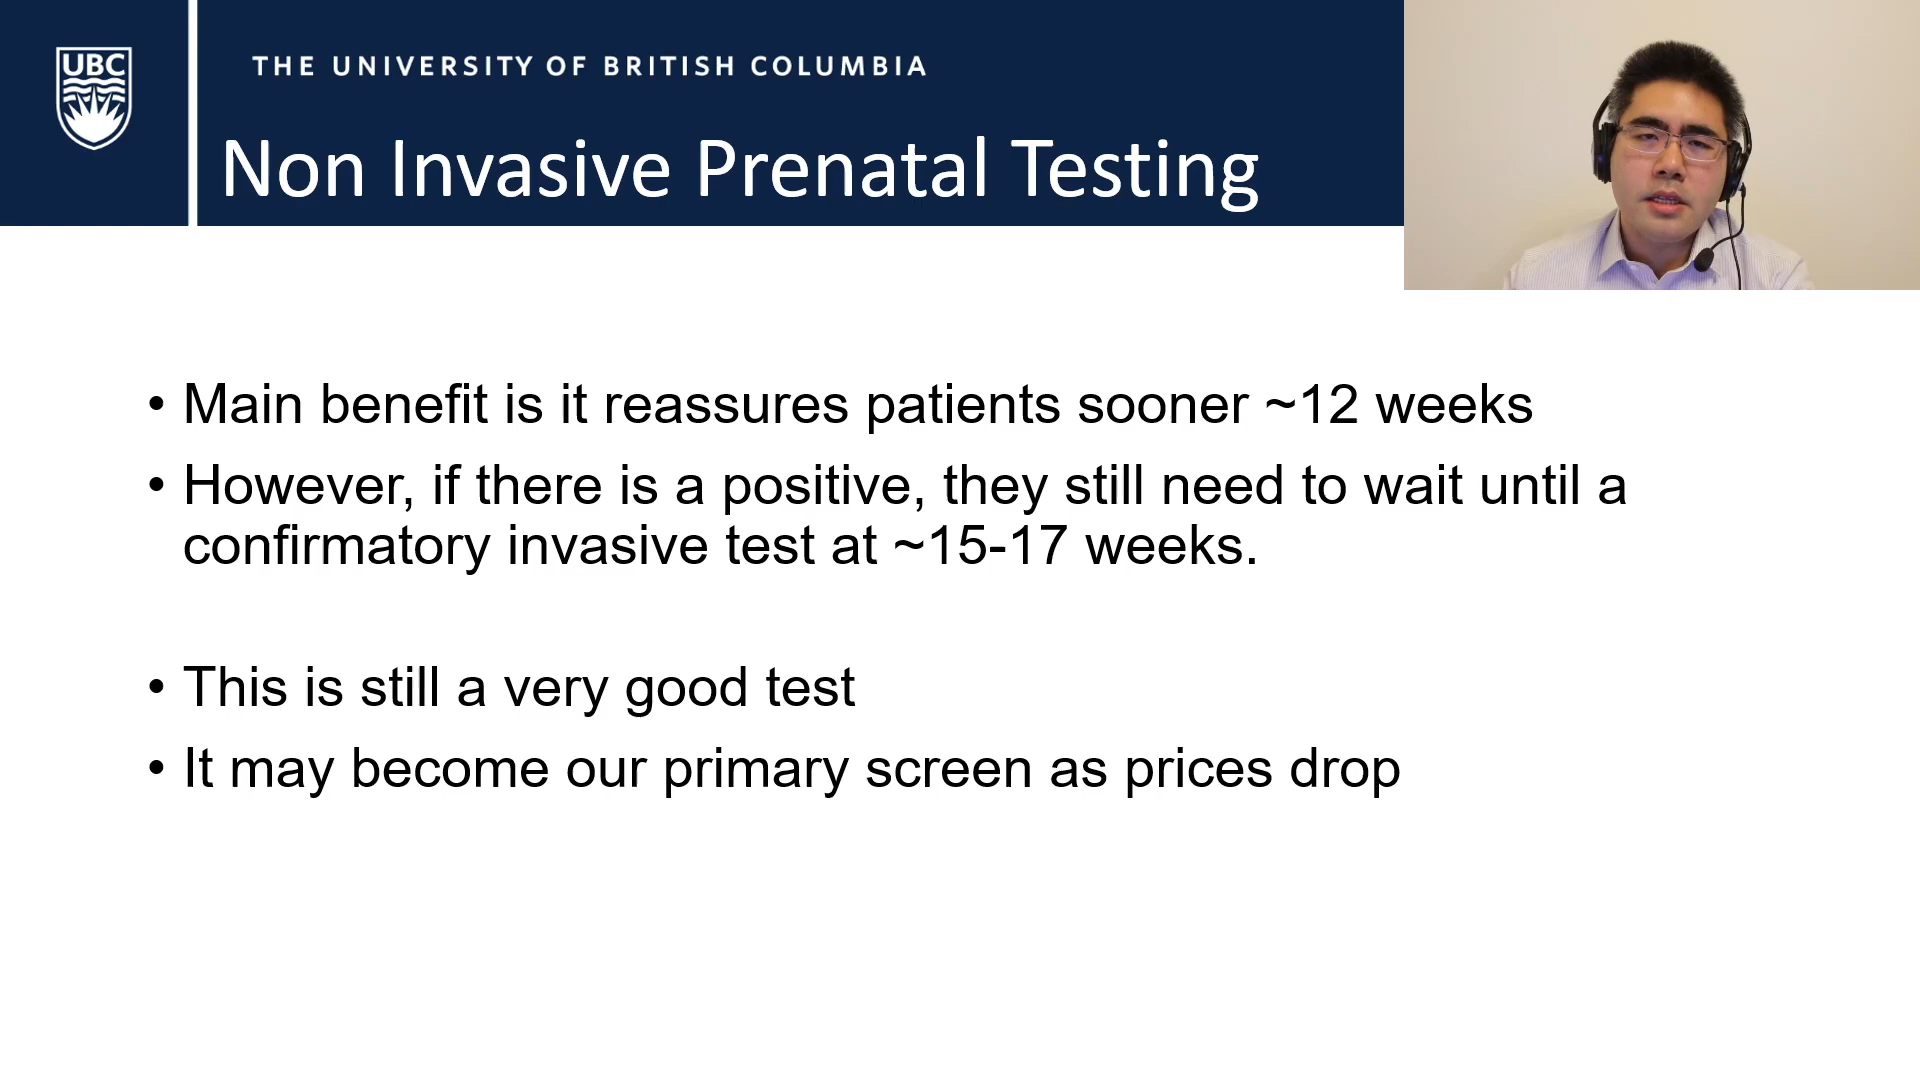 UBC
THE UNIVERSITY OF BRITISH COLUMBIA
Non Invasive Prenatal Testing
• Main benefit is it reassures patients sooner ~12 weeks
• However, if there is a positive, they still need to wait until a
confirmatory invasive test at ~15-17 weeks.
• This is still a very good test
• It may become our primary screen as prices drop